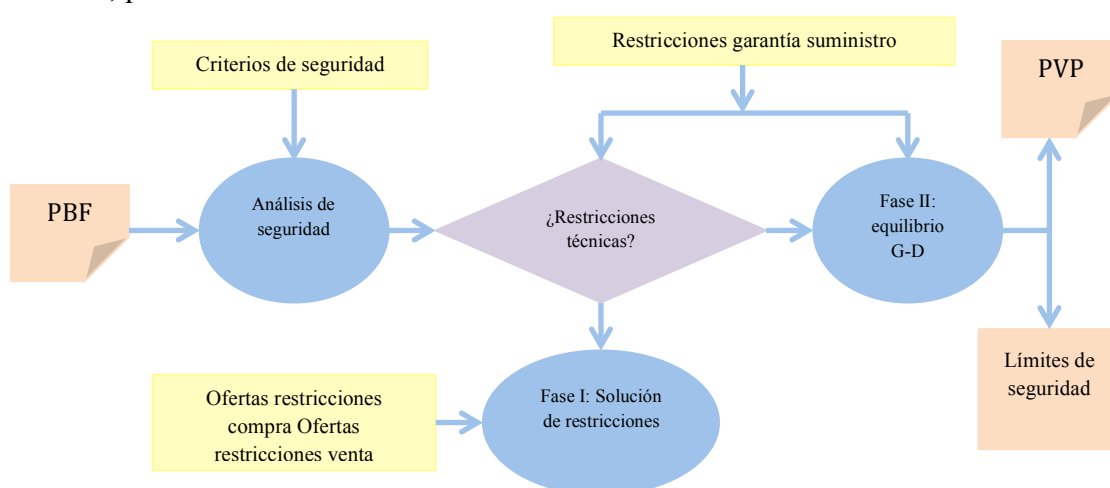 Restricciones garantía suministro
Criterios de seguridad
PVP
PBF
Análisis de
seguridad
¿Restricciones
técnicas?
Fase II:
equilibrio
G-D
Límites de
seguridad
Ofertas restricciones
compra Ofertas
restricciones venta
Fase I: Solución
de restricciones